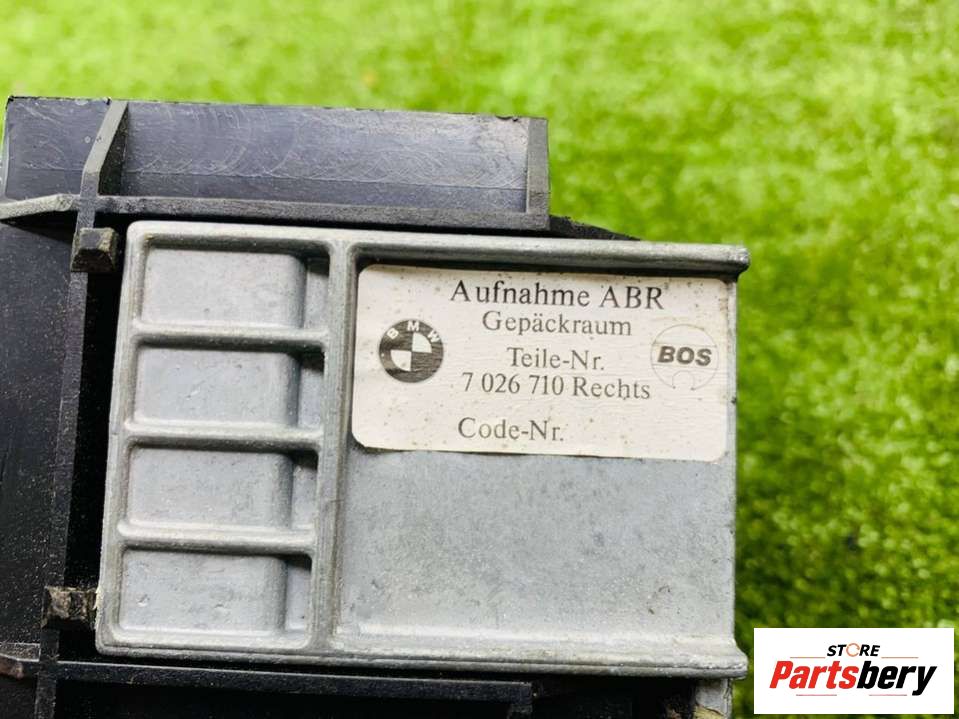 Aufnahme ABR
Gepäckraum
BMW
BOS
Teile-Nr.
7 026 710 Rechts
Code-Nr.
STORE
Partsbery